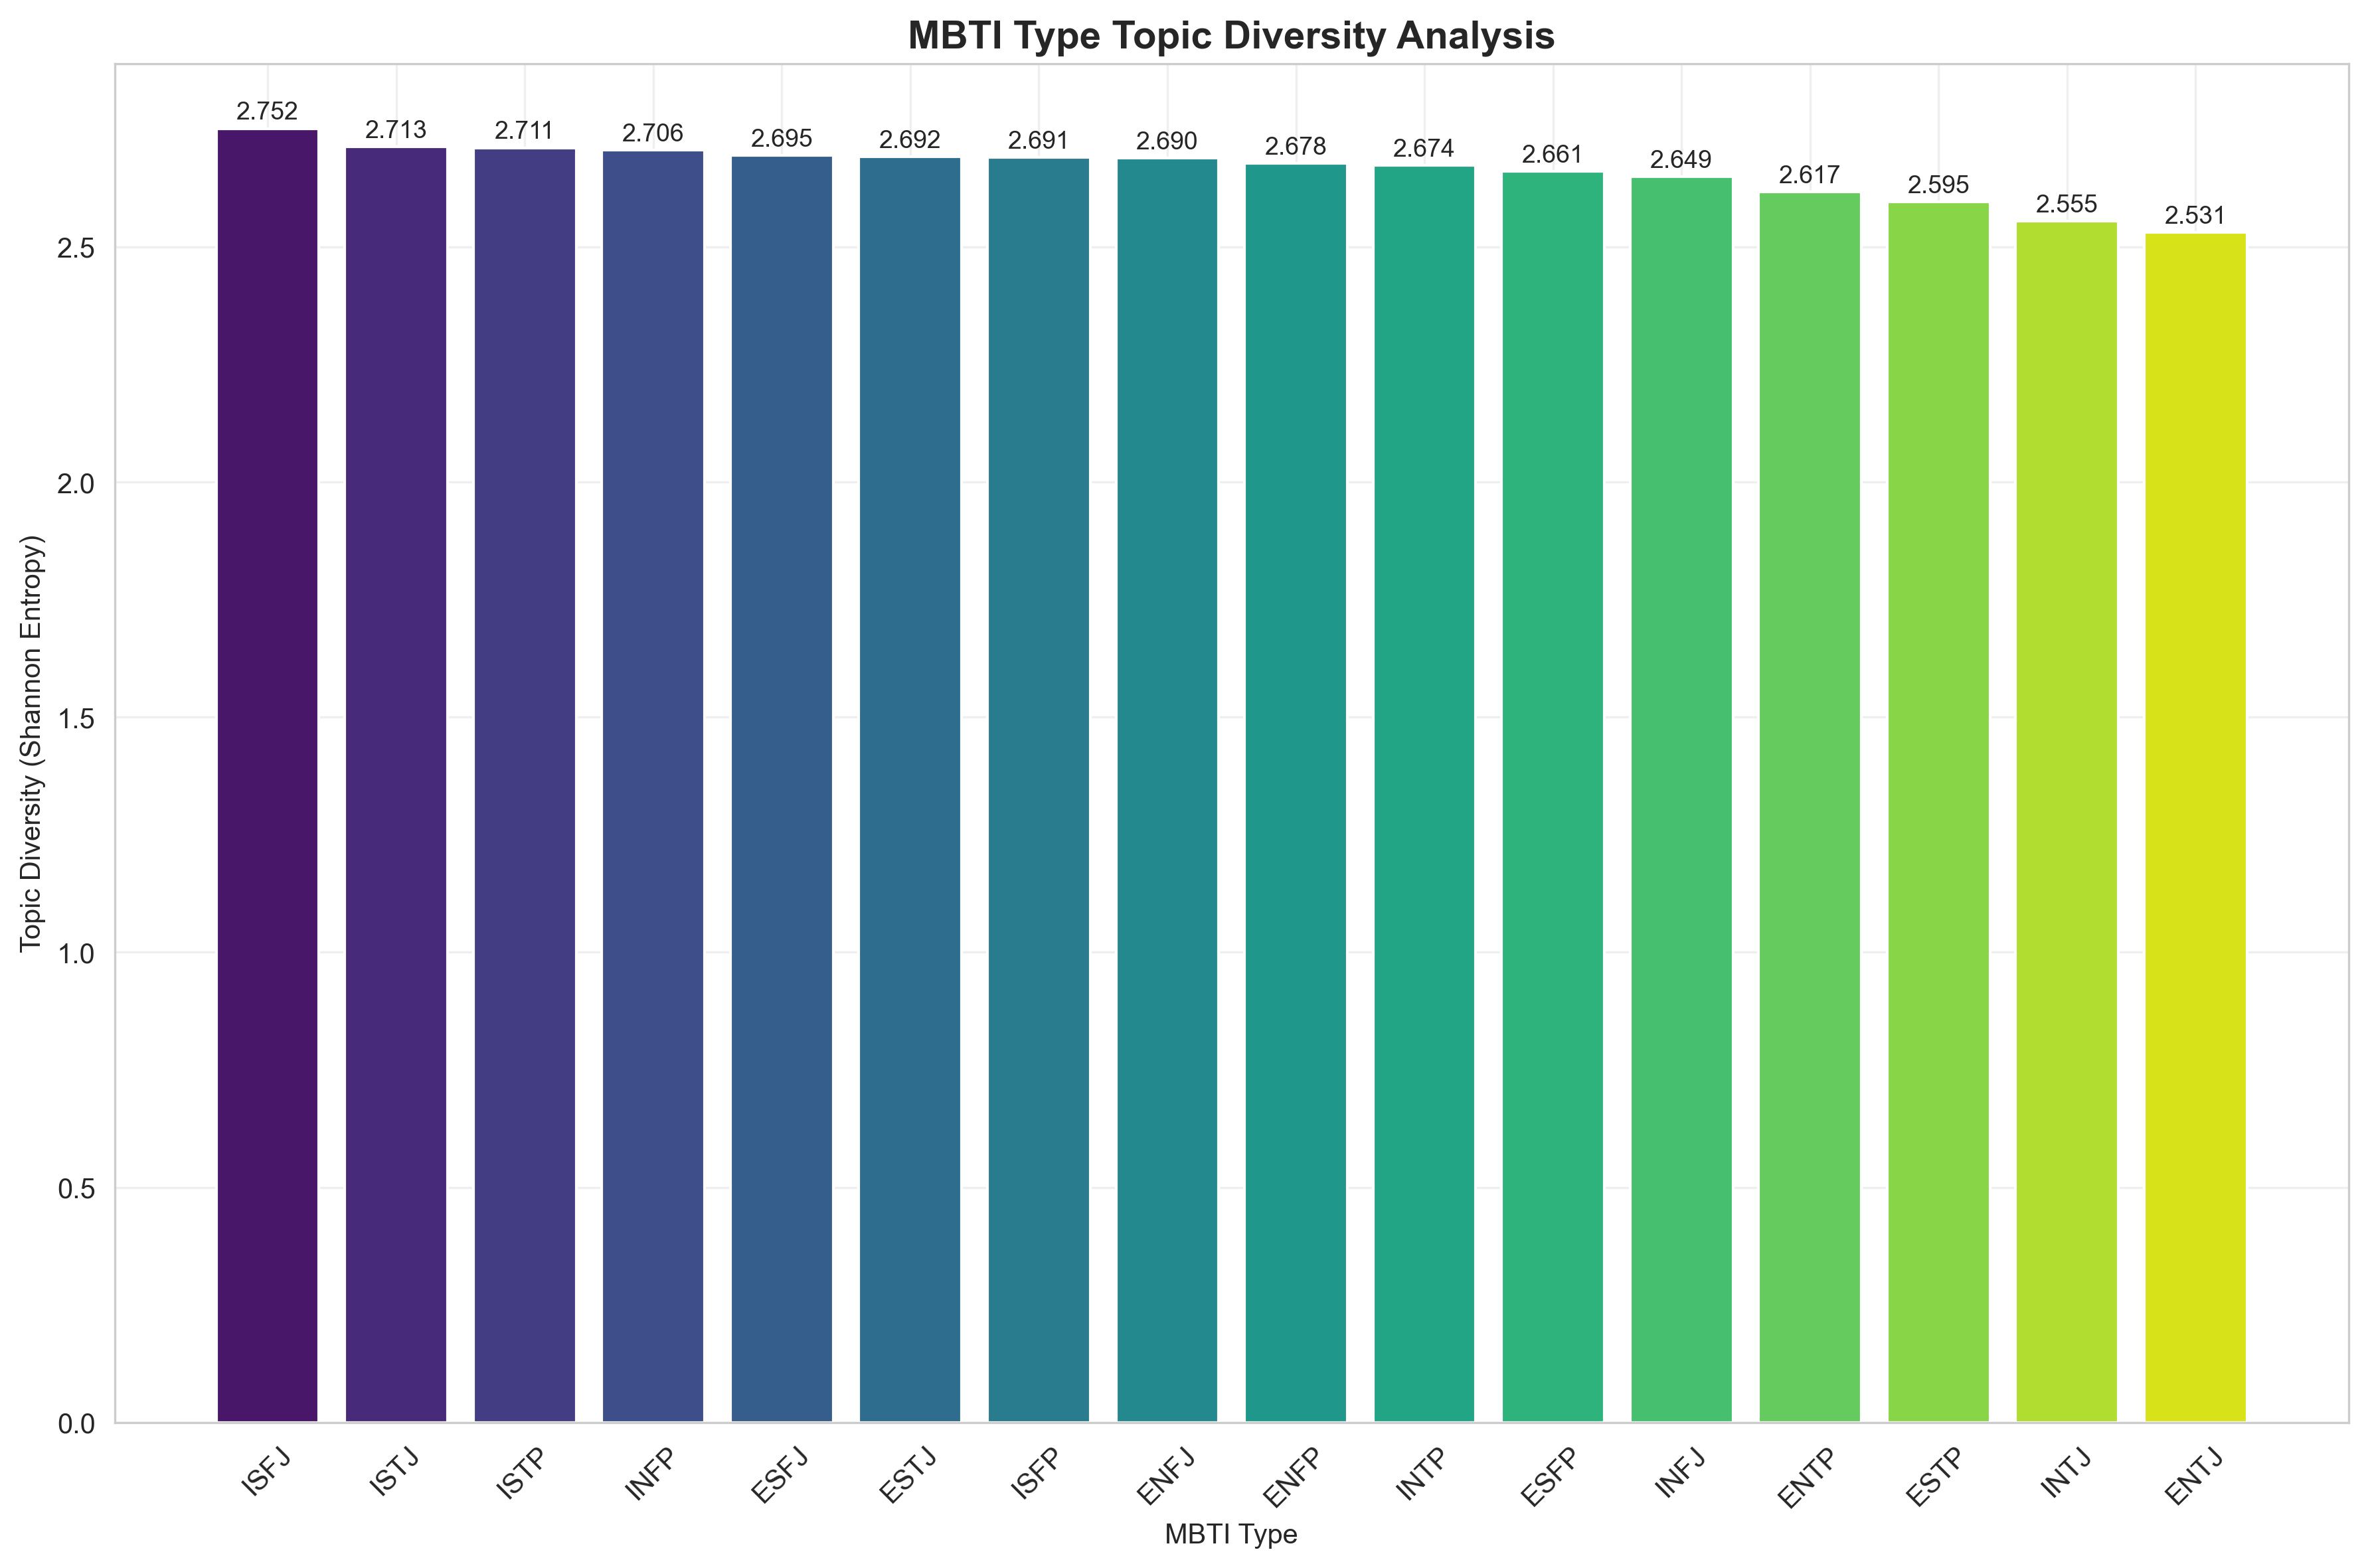 MBTI Type Topic Diversity Analysis
Topic Diversity (Shannon Entropy)
2.5
2.0
1.5
1.0
0.5
0.0
2.752
2.713
2.711
2.706
2.695
2.692
2.691
2.690
2.678
2.674
2.661
2.649
2.617
2.595
2.555
2.531
ISFJ
ISTJ
ISTP
INFP
ESFJ
ESTJ
ISFP
ENFJ
ENFP
INTP
ESFP
INFJ
ENTP
ESTP
INTJ
ENTJ
MBTI Type